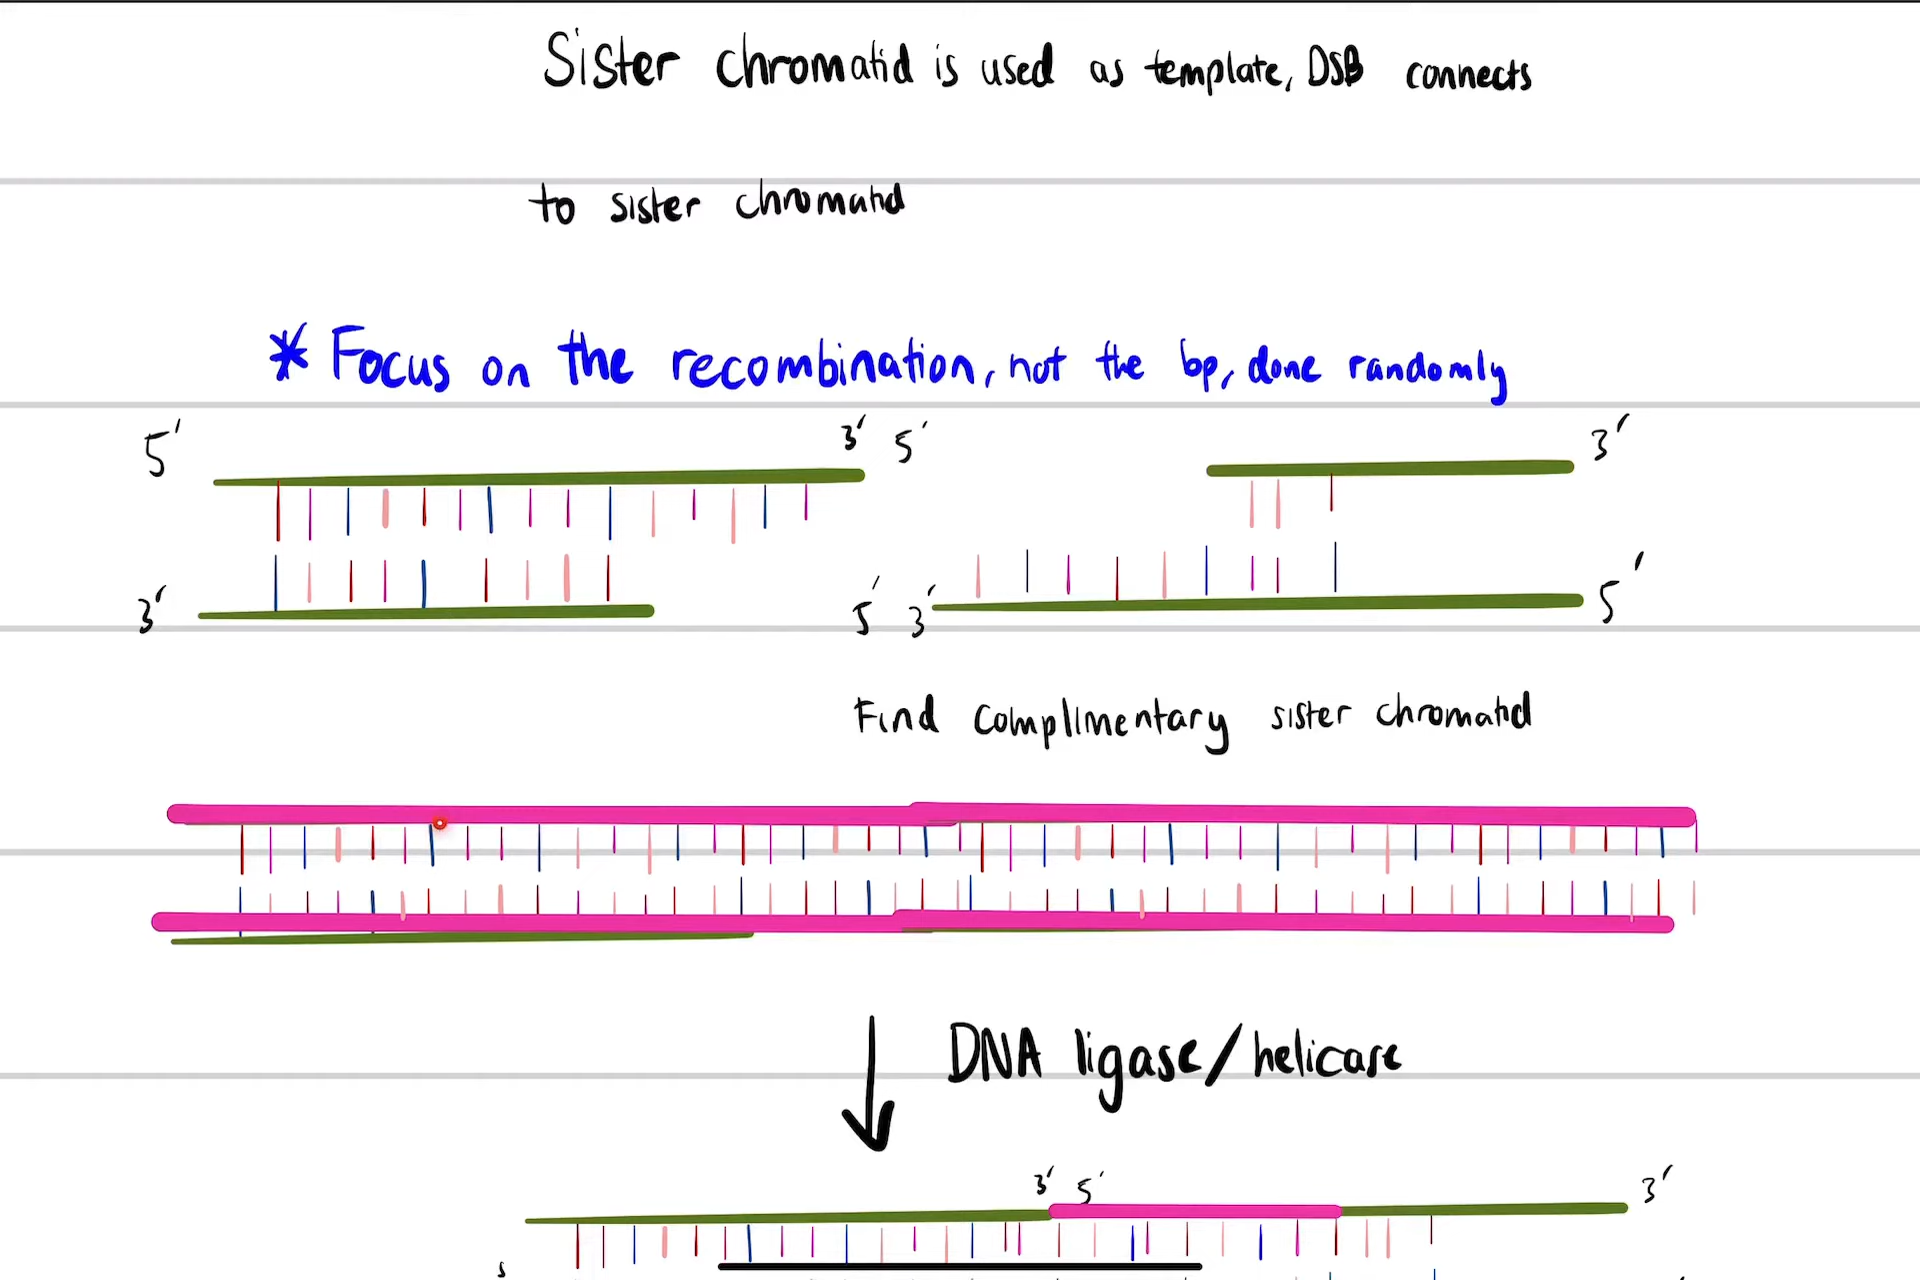 Sister chromatid is used as template, DSB connects
to sister chromatid
* Focus on the recombination, not the bp, done randomly
5' 3' 5' 3'
3' 5' 3' 5'
Find complimentary sister chromatid
DNA ligase/helicase
3' 5' 3'